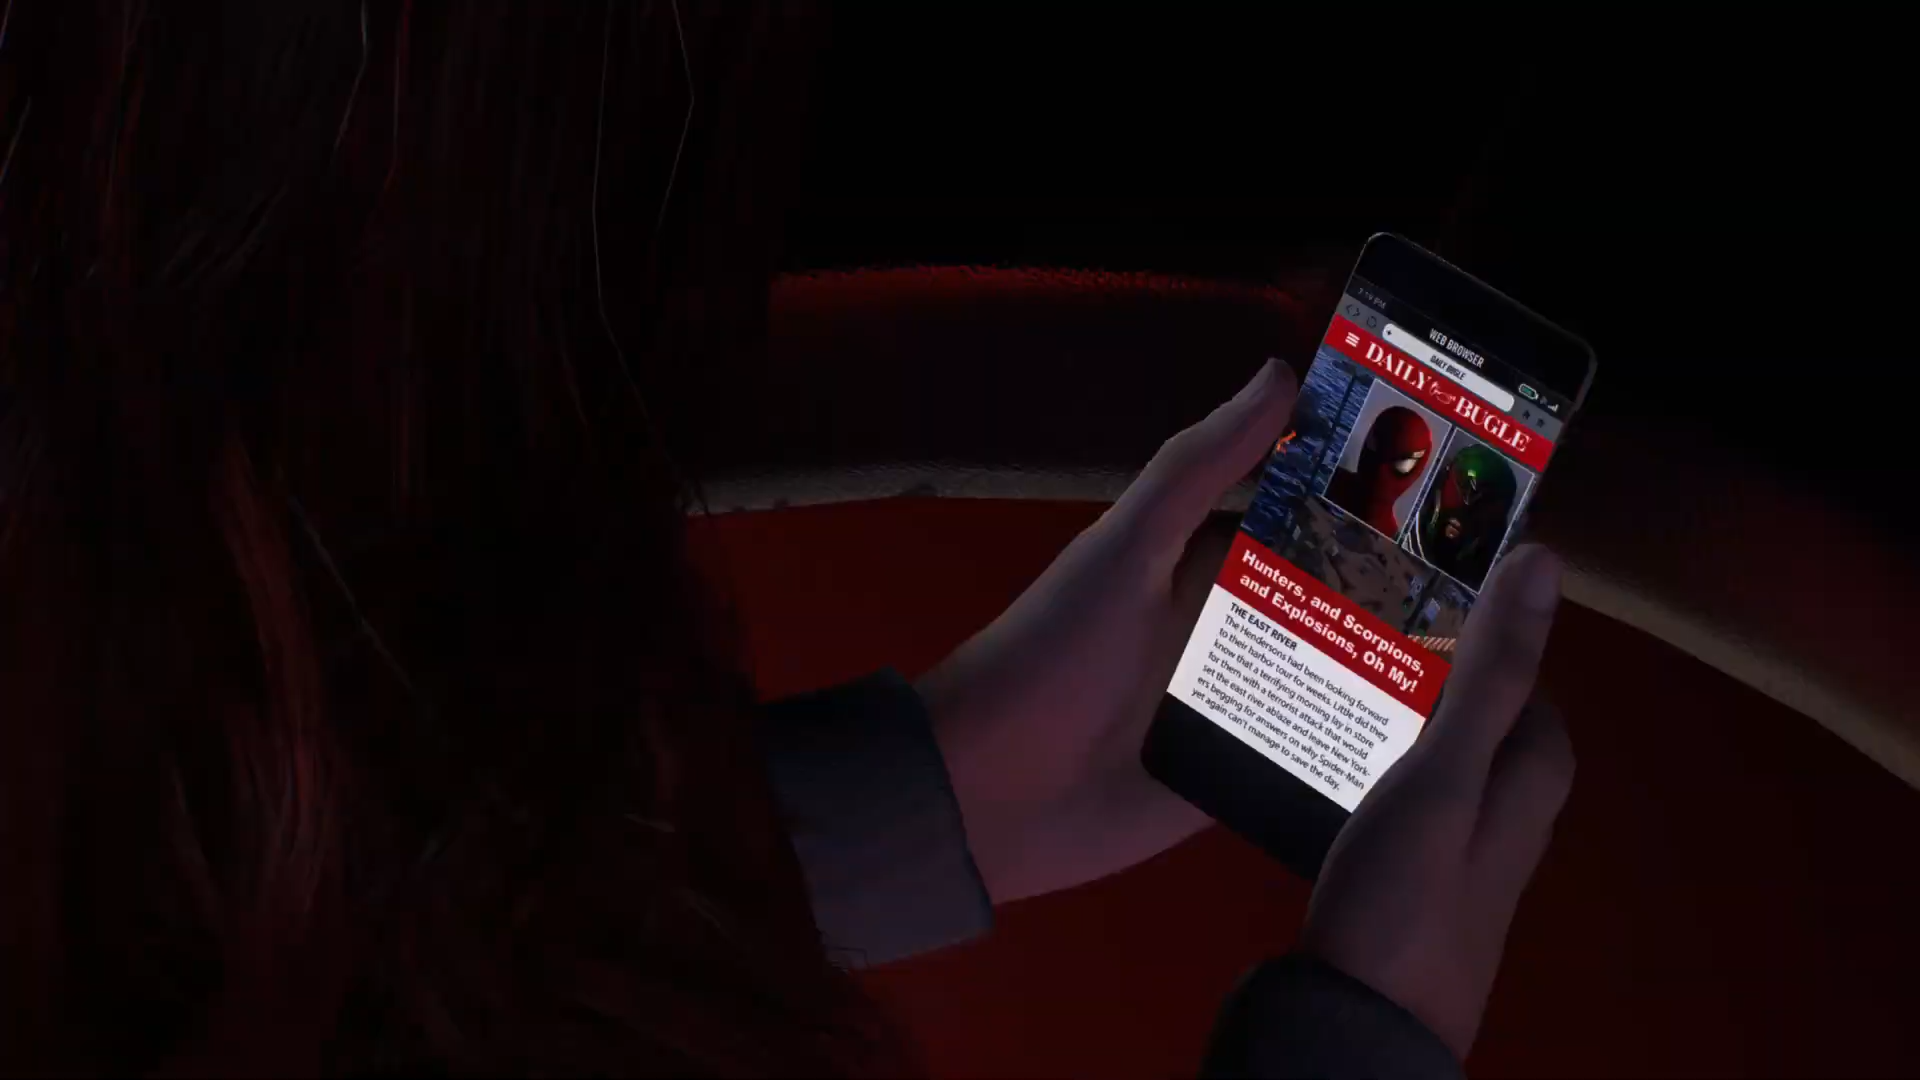 7:19 PM
WEB BROWSER
DAILY BUGLE
DAILY BUGLE
Hunters, and Scorpions,
and Explosions, Oh My!
THE EAST RIVER
The Hendersons had been looking forward
to their harbor tour for weeks. Little did they
know that a terrifying morning lay in store
for them with a terrorist attack that would
set the east river ablaze and leave New York-
ers begging for answers on why Spider-Man
yet again can't manage to save the day.